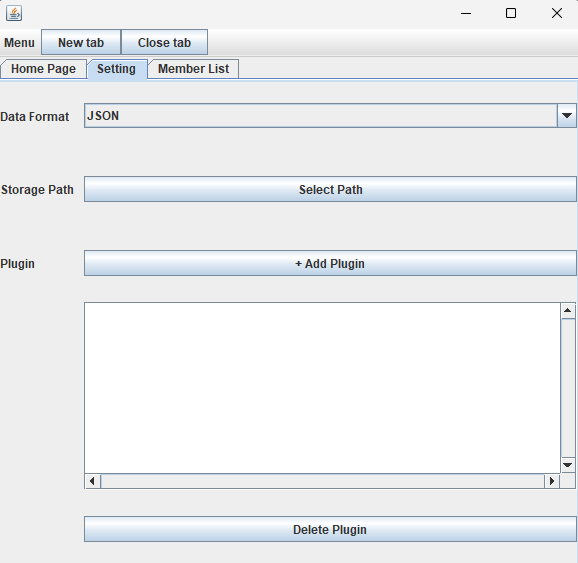 Menu New tab Close tab
Home Page Setting Member List
Data Format JSON
Storage Path Select Path
Plugin + Add Plugin
Delete Plugin